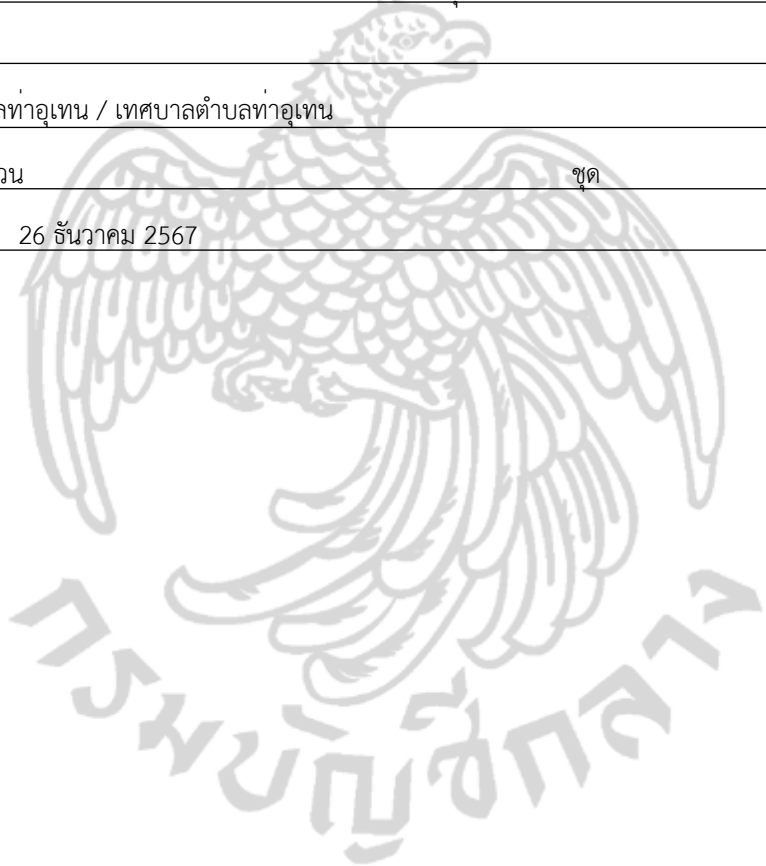 ลท่าอุเทน / เทศบาลตำบลท่าอุเทน
วน ชุด
26 ธันวาคม 2567
กรมบัญชีกลาง